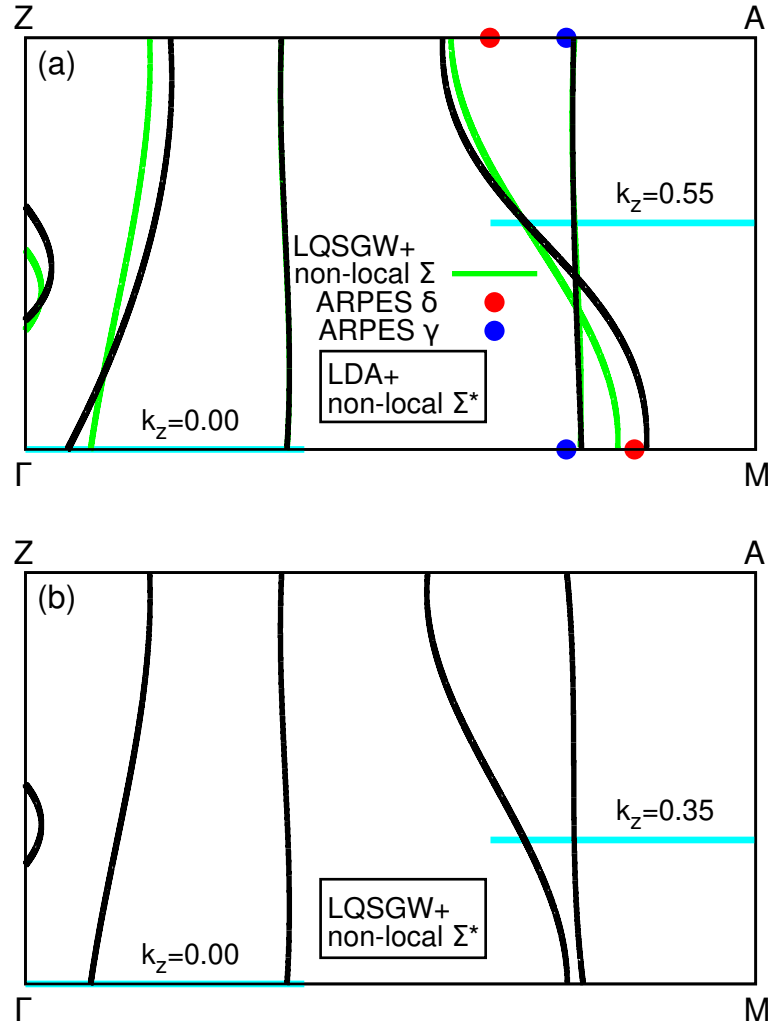 Z A
(a)
k_z=0.55
LQSGW+
non-local Σ
ARPES δ
ARPES γ
LDA+
non-local Σ*
k_z=0.00
Γ M
Z A
(b)
k_z=0.35
LQSGW+
non-local Σ*
k_z=0.00
Γ M